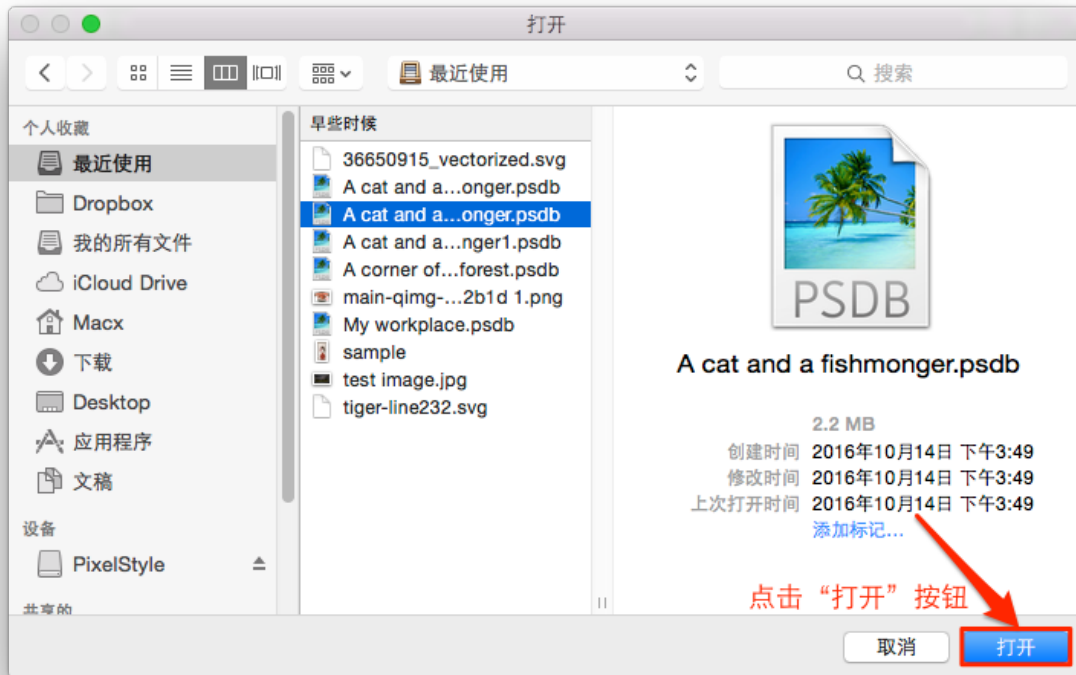 打开
最近使用
搜索
个人收藏
最近使用
Dropbox
我的所有文件
iCloud Drive
Macx
下载
Desktop
应用程序
文稿
设备
PixelStyle
共享的
早些时候
36650915_vectorized.svg
A cat and a...onger.psdb
A cat and a...onger.psdb
A cat and a...nger1.psdb
A corner of...forest.psdb
main-qimg-...2b1d 1.png
My workplace.psdb
sample
test image.jpg
tiger-line232.svg
PSDB
A cat and a fishmonger.psdb
2.2 MB
创建时间 2016年10月14日 下午3:49
修改时间 2016年10月14日 下午3:49
上次打开时间 2016年10月14日 下午3:49
添加标记...
点击“打开”按钮
取消
打开